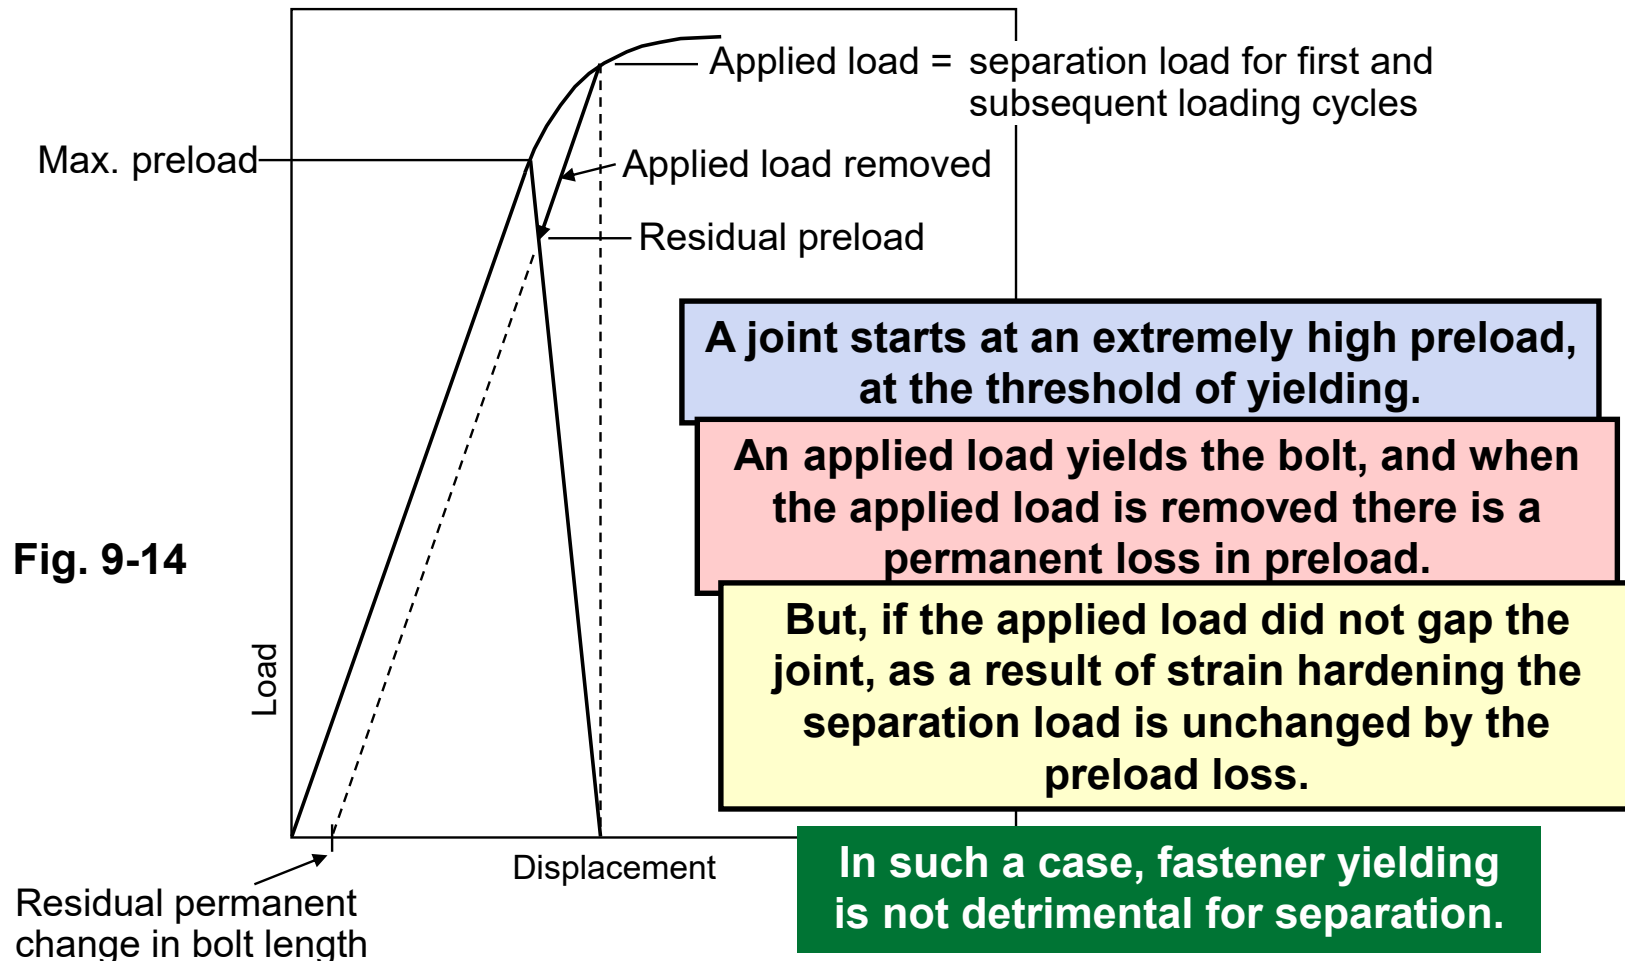 Applied load = separation load for first and
subsequent loading cycles
Max. preload
Applied load removed
Residual preload
A joint starts at an extremely high preload,
at the threshold of yielding.
An applied load yields the bolt, and when
the applied load is removed there is a
permanent loss in preload.
Fig. 9-14
But, if the applied load did not gap the
joint, as a result of strain hardening the
separation load is unchanged by the
preload loss.
Load
Displacement
In such a case, fastener yielding
is not detrimental for separation.
Residual permanent
change in bolt length